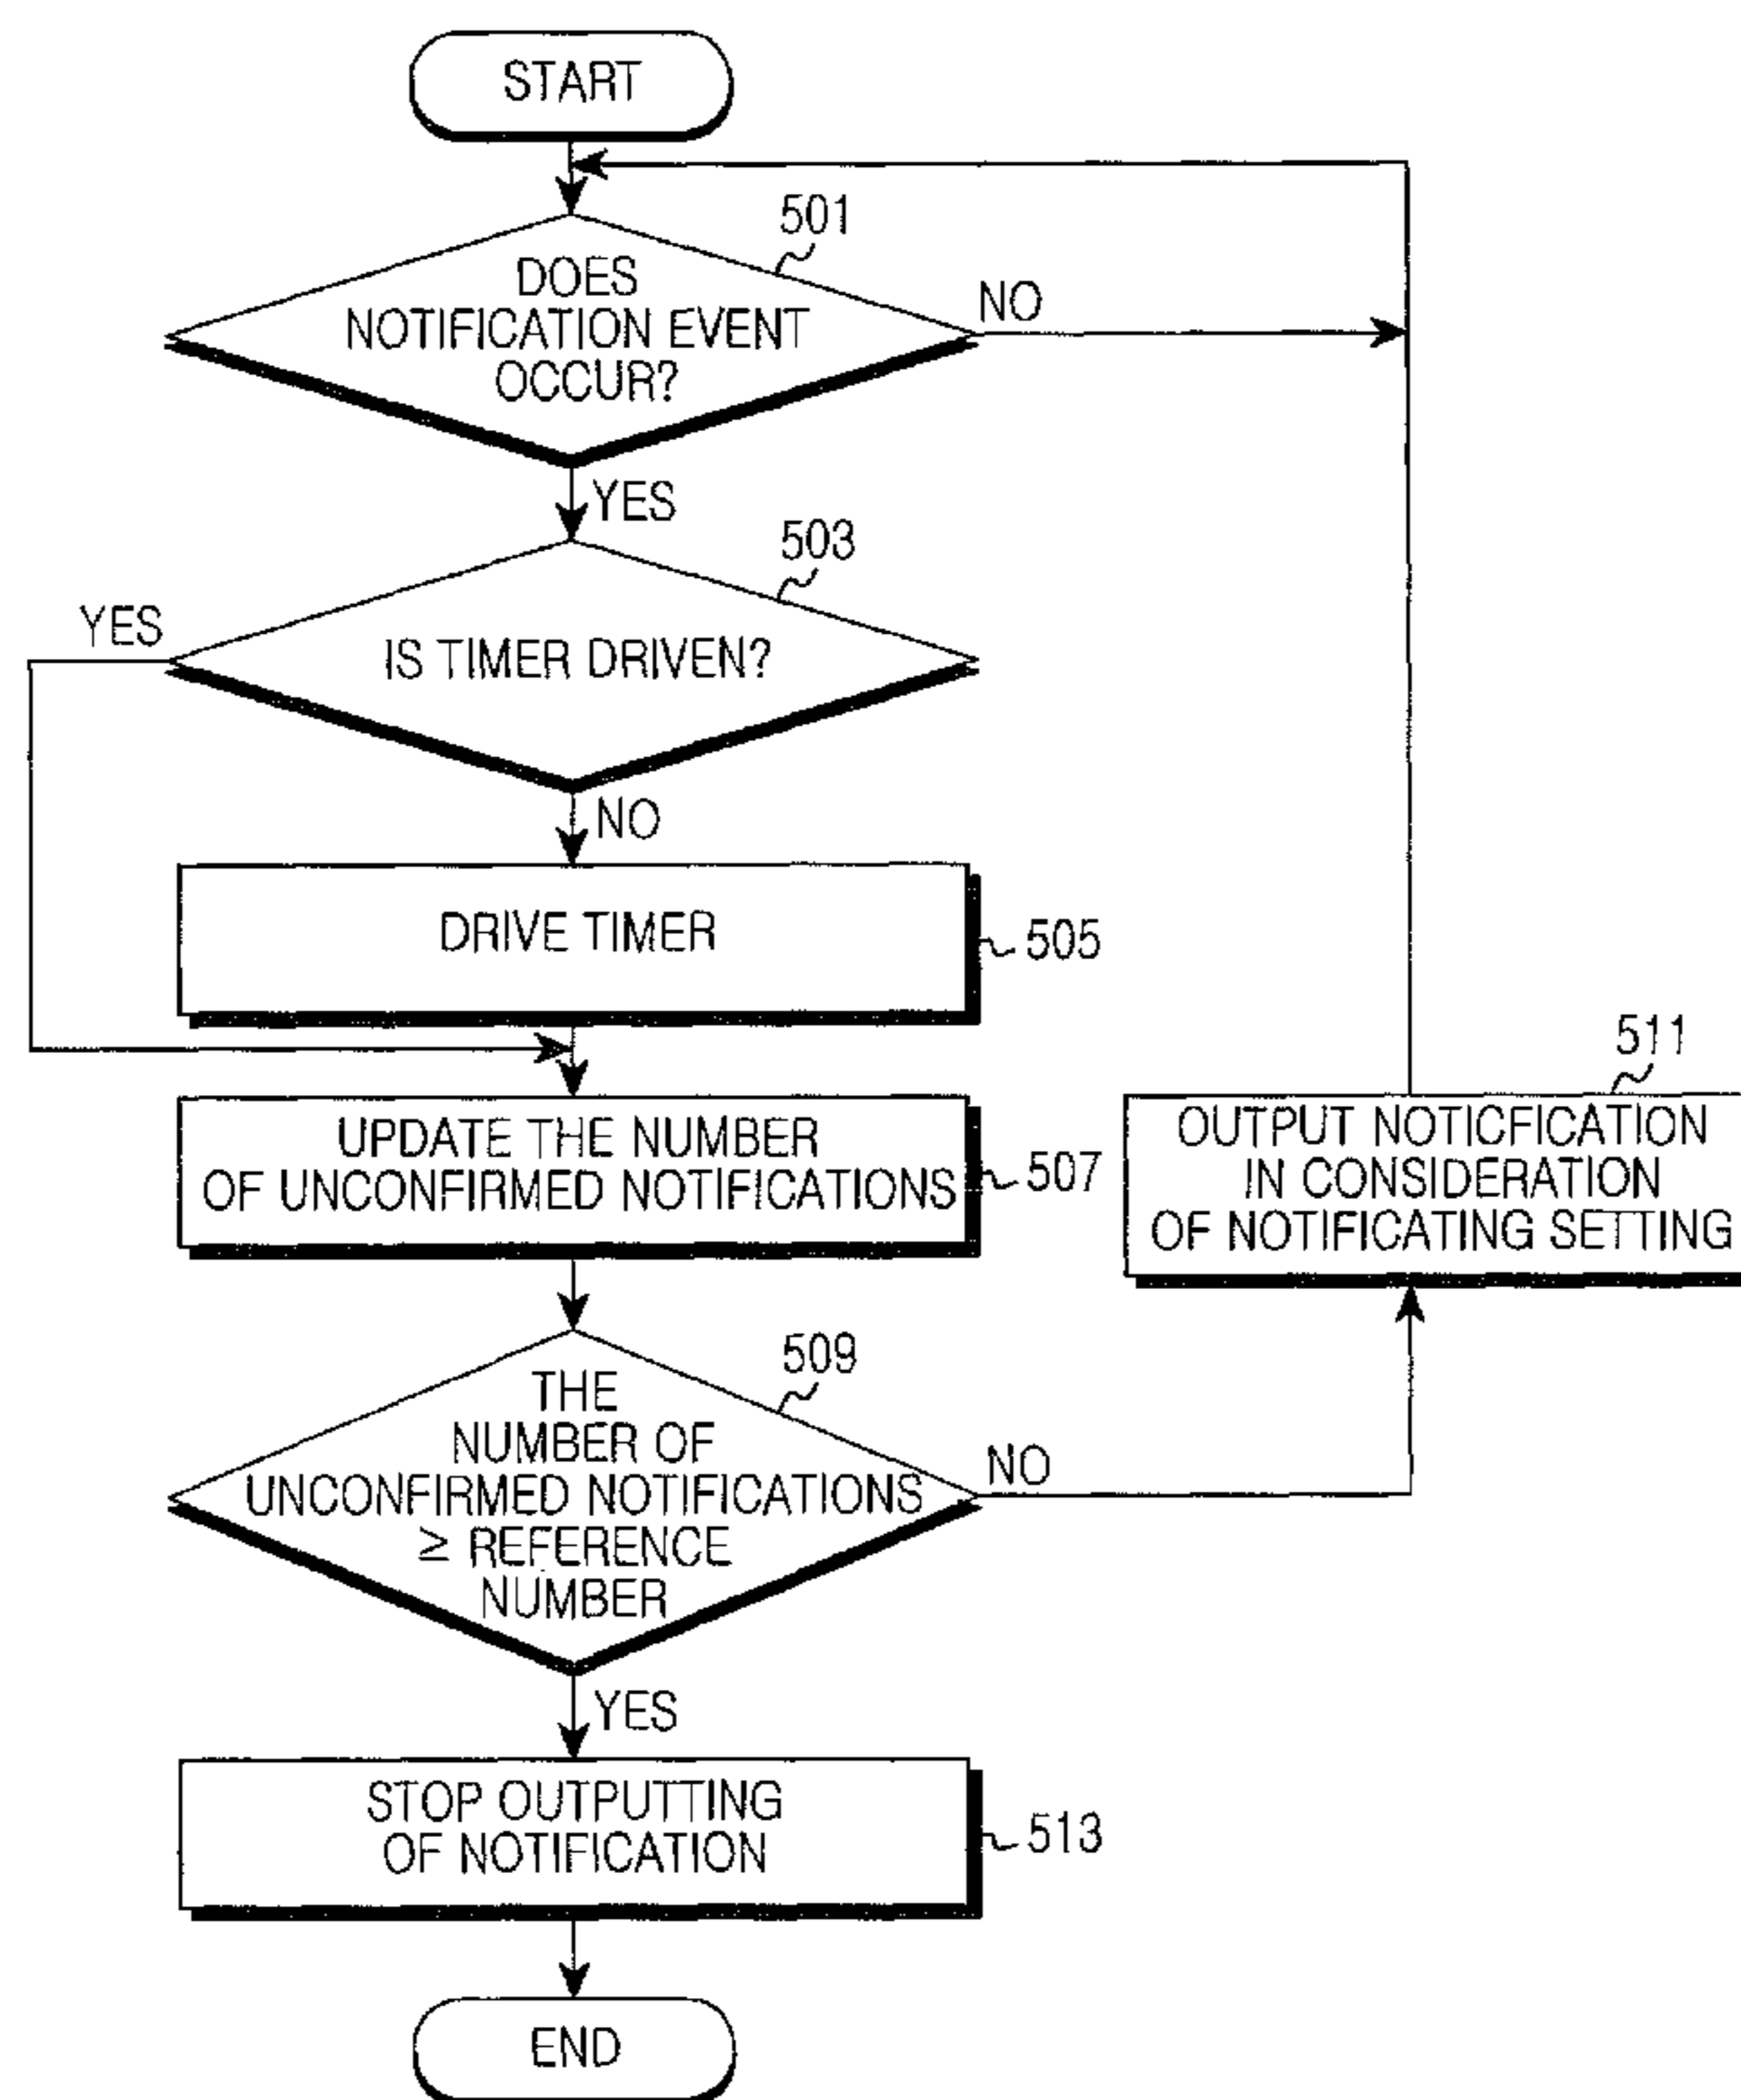 START
501
DOES
NOTIFICATION EVENT
OCCUR?
NO
YES
503
YES
IS TIMER DRIVEN?
NO
DRIVE TIMER
505
UPDATE THE NUMBER
OF UNCONFIRMED NOTIFICATIONS
507
511
OUTPUT NOTICFICATION
IN CONSIDERATION
OF NOTIFICATING SETTING
509
THE
NUMBER OF
UNCONFIRMED NOTIFICATIONS
≥ REFERENCE
NUMBER
NO
YES
STOP OUTPUTTING
OF NOTIFICATION
513
END